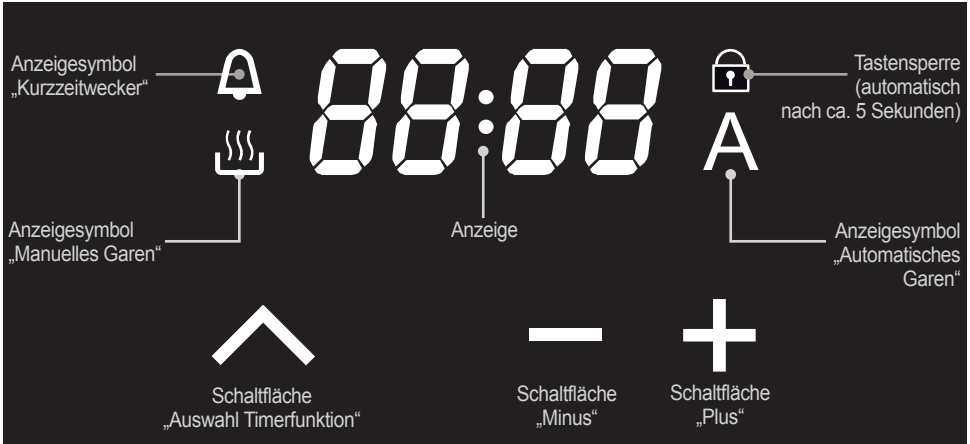 Anzeigesymbol
„Kurzzeitwecker“
88:88
Tastensperre
(automatisch
nach ca. 5 Sekunden)
A
Anzeigesymbol
„Manuelles Garen“
Anzeige
Anzeigesymbol
„Automatisches
Garen“
Schaltfläche
„Auswahl Timerfunktion“
Schaltfläche
„Minus“
Schaltfläche
„Plus“